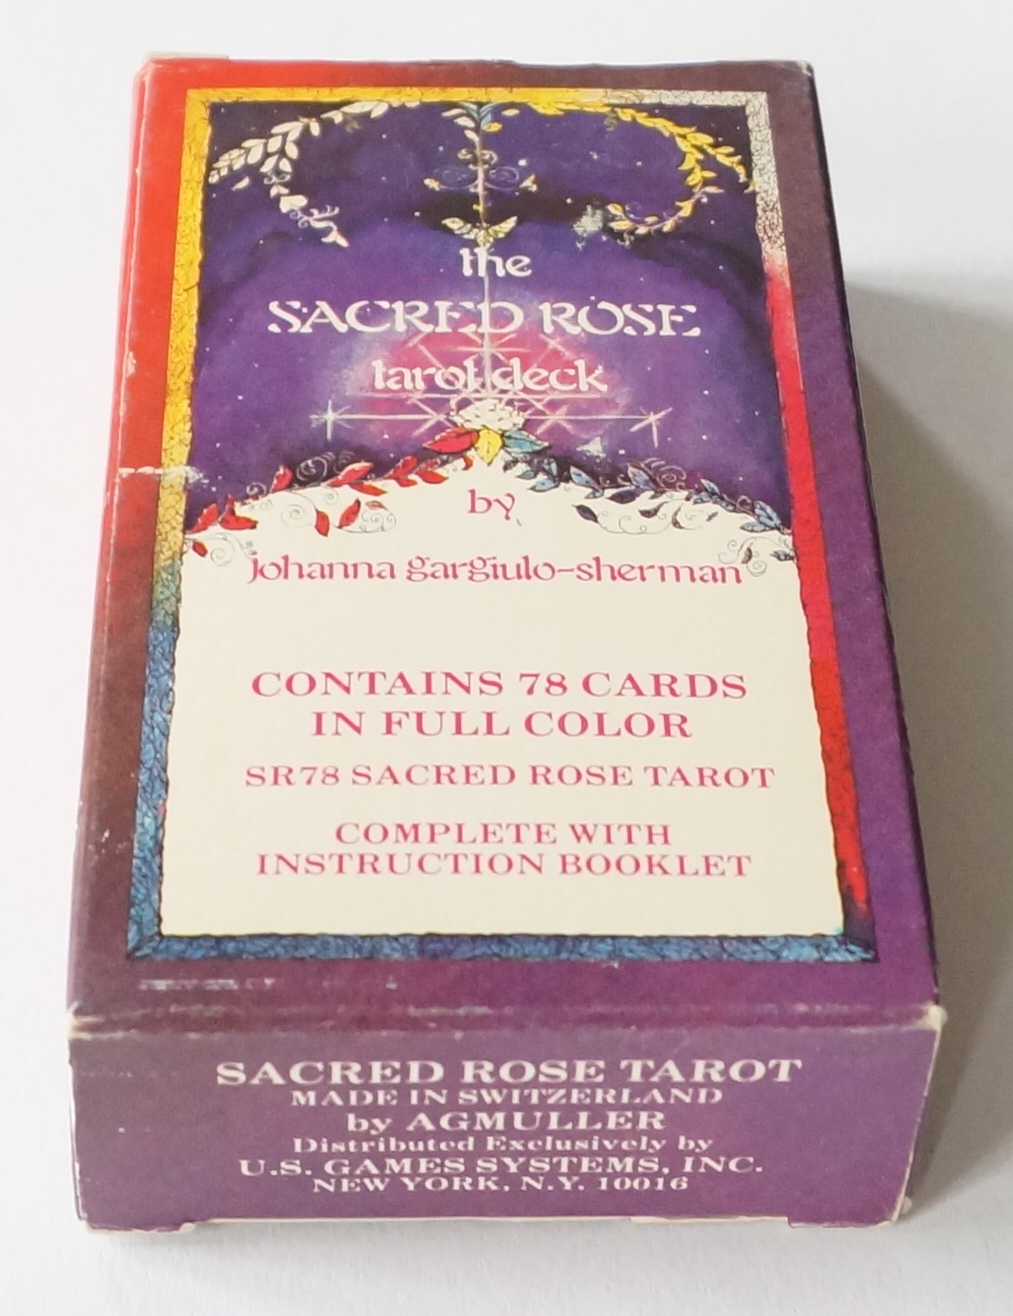 the
SACRED ROSE
tarot deck
by
johanna gargiulo-sherman
CONTAINS 78 CARDS
IN FULL COLOR
SR78 SACRED ROSE TAROT
COMPLETE WITH
INSTRUCTION BOOKLET
SACRED ROSE TAROT
MADE IN SWITZERLAND
by AGMULLER
Distributed Exclusively by
U.S. GAMES SYSTEMS, INC.
NEW YORK, N.Y. 10016